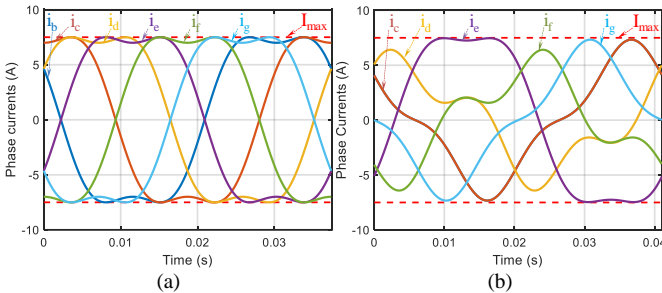 i_b i_c i_d i_e i_f i_g I_max
10
5
0
-5
-10
Phase currents (A)
0 0.01 0.02 0.03
Time (s)
(a)
i_c i_d i_e i_f i_g I_max
10
5
0
-5
-10
Phase currents (A)
0 0.01 0.02 0.03 0.04
Time (s)
(b)